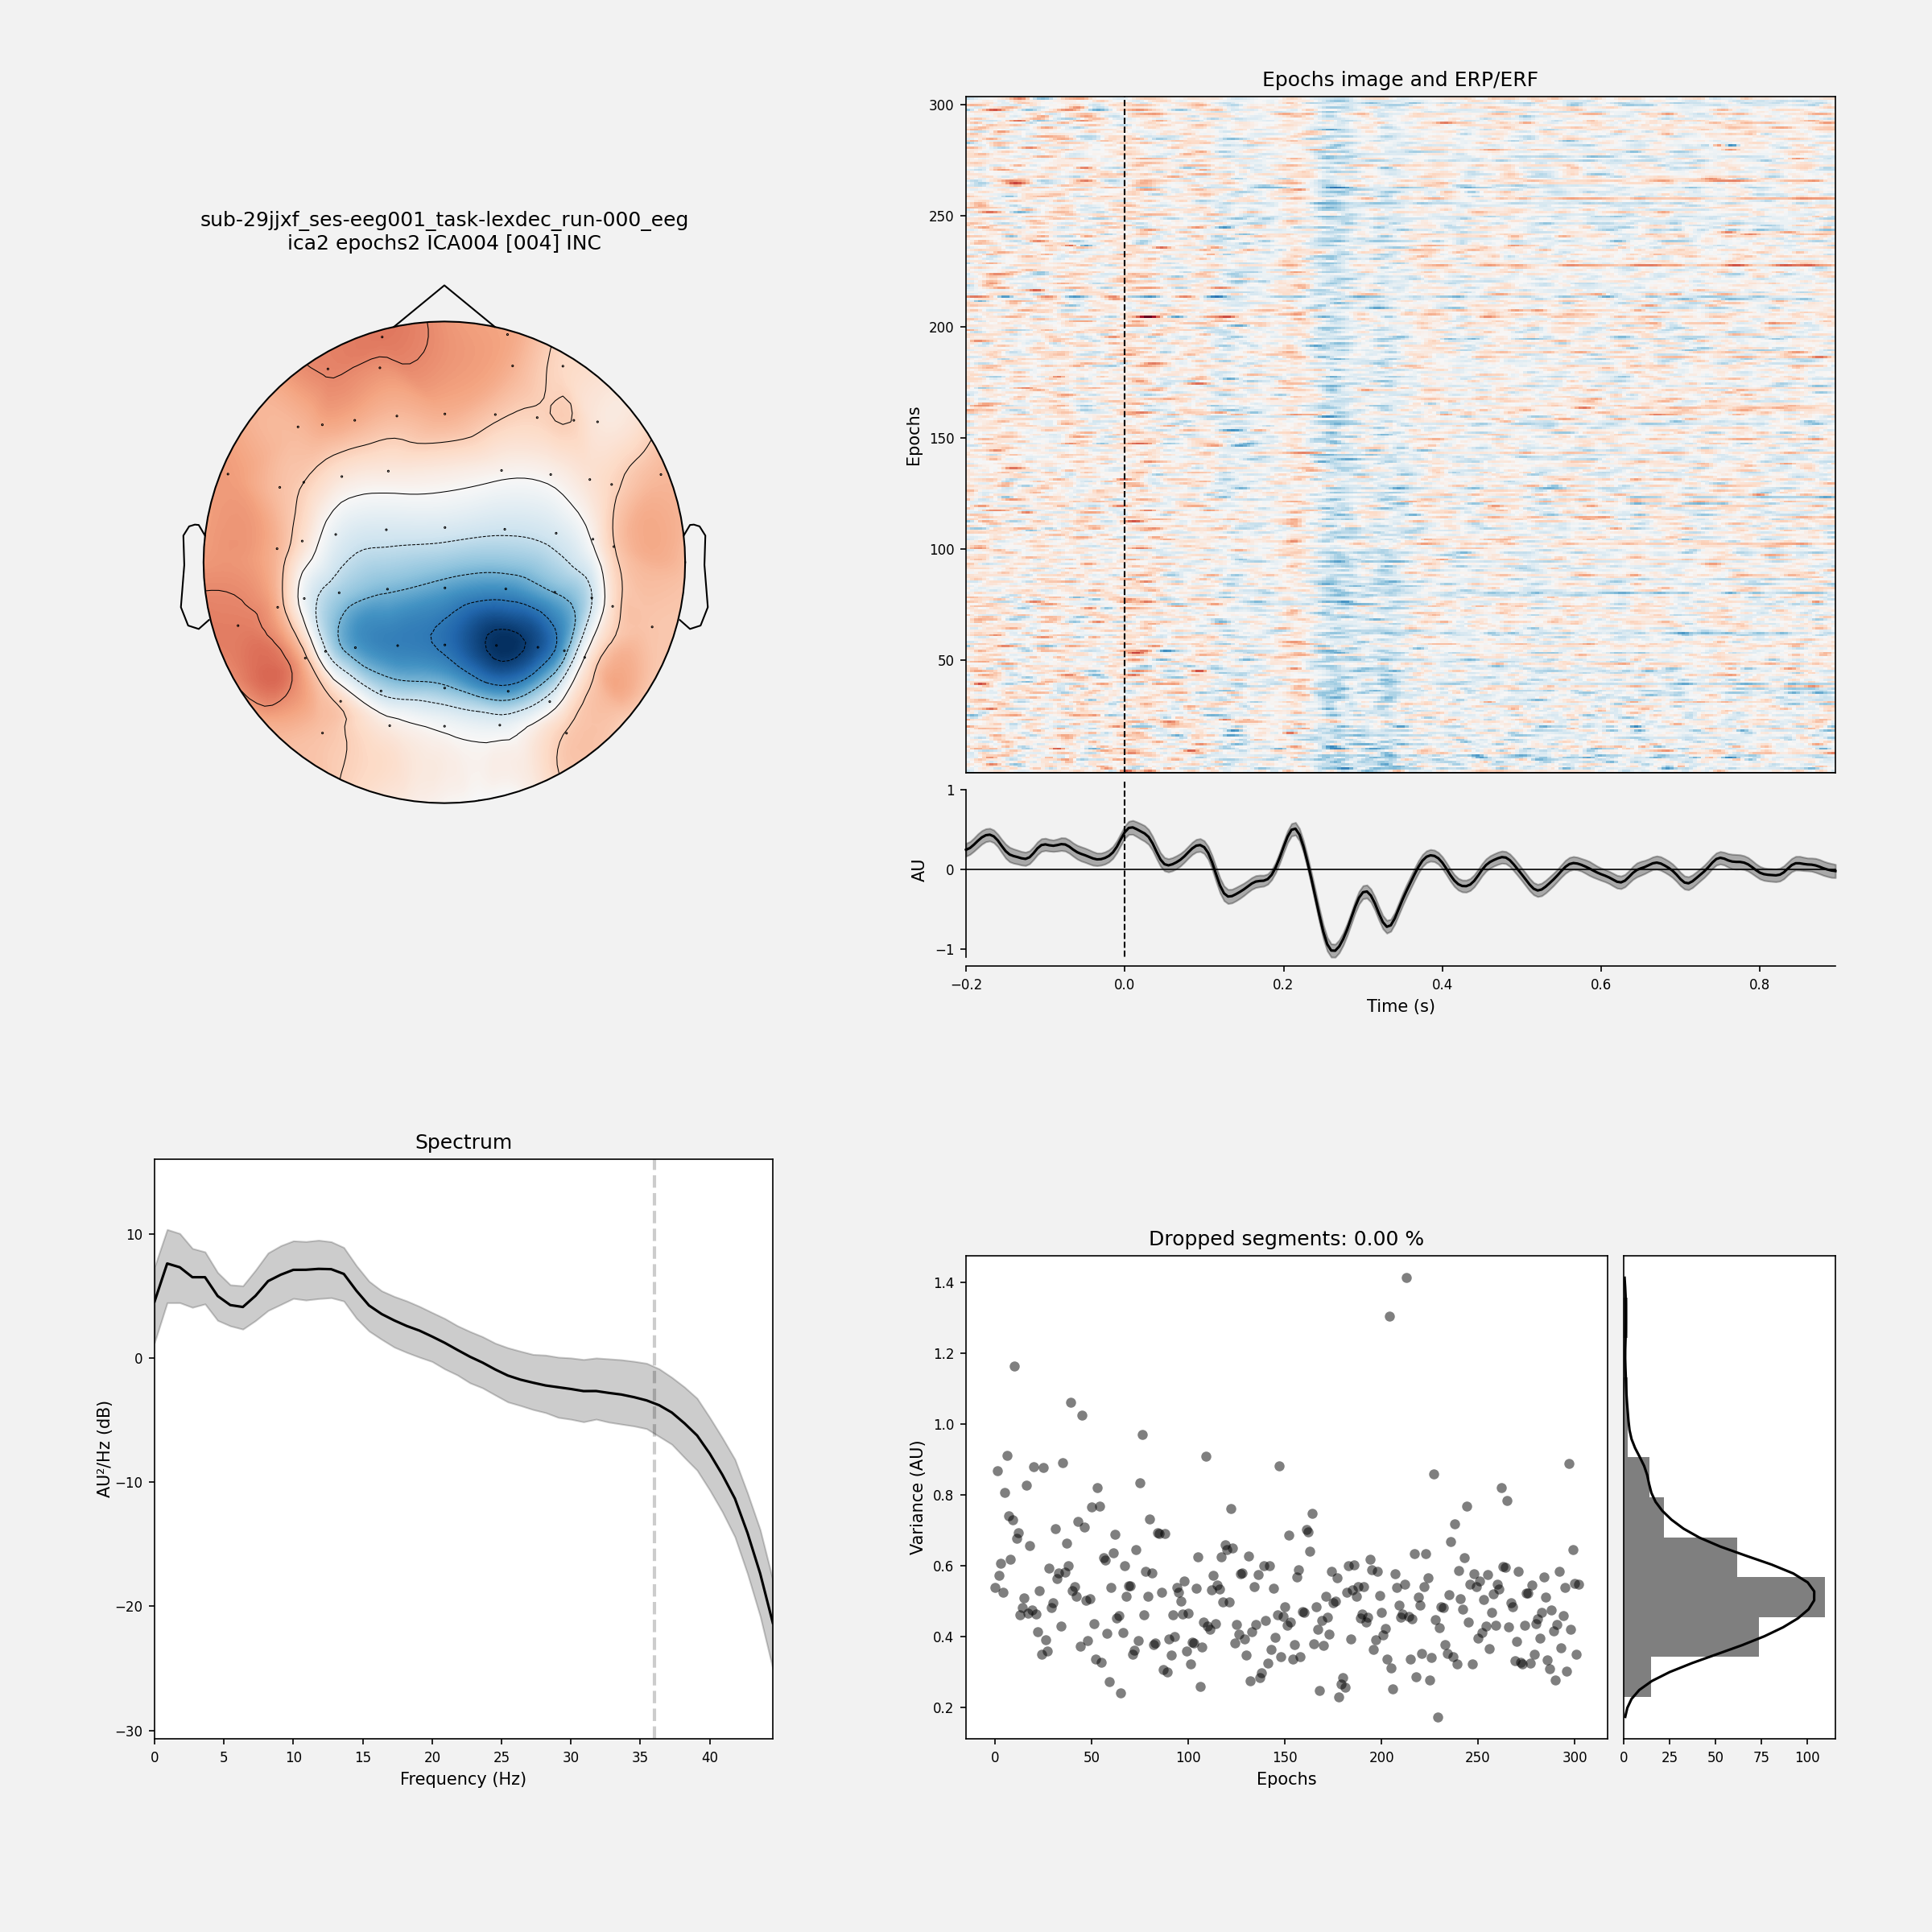 sub-29jjxf_ses-eeg001_task-lexdec_run-000_eeg
ica2 epochs2 ICA004 [004] INC
Epochs image and ERP/ERF
Epochs
300
250
200
150
100
50
AU
1
0
−1
−0.2 0.0 0.2 0.4 0.6 0.8
Time (s)
Spectrum
AU²/Hz (dB)
10
0
−10
−20
−30
0 5 10 15 20 25 30 35 40
Frequency (Hz)
Dropped segments: 0.00 %
Variance (AU)
1.4
1.2
1.0
0.8
0.6
0.4
0.2
0 50 100 150 200 250 300
Epochs
0 25 50 75 100